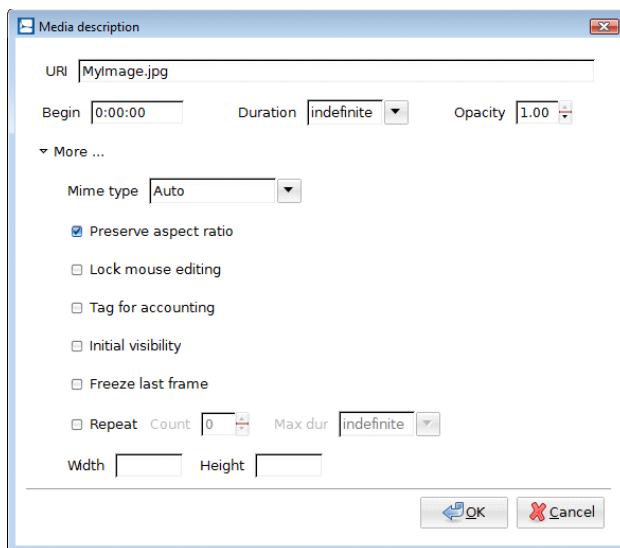 Media description
URI MyImage.jpg
Begin 0:00:00 Duration indefinite Opacity 1.00
More ...
Mime type Auto
Preserve aspect ratio
Lock mouse editing
Tag for accounting
Initial visibility
Freeze last frame
Repeat Count 0 Max dur indefinite
Width Height
OK Cancel